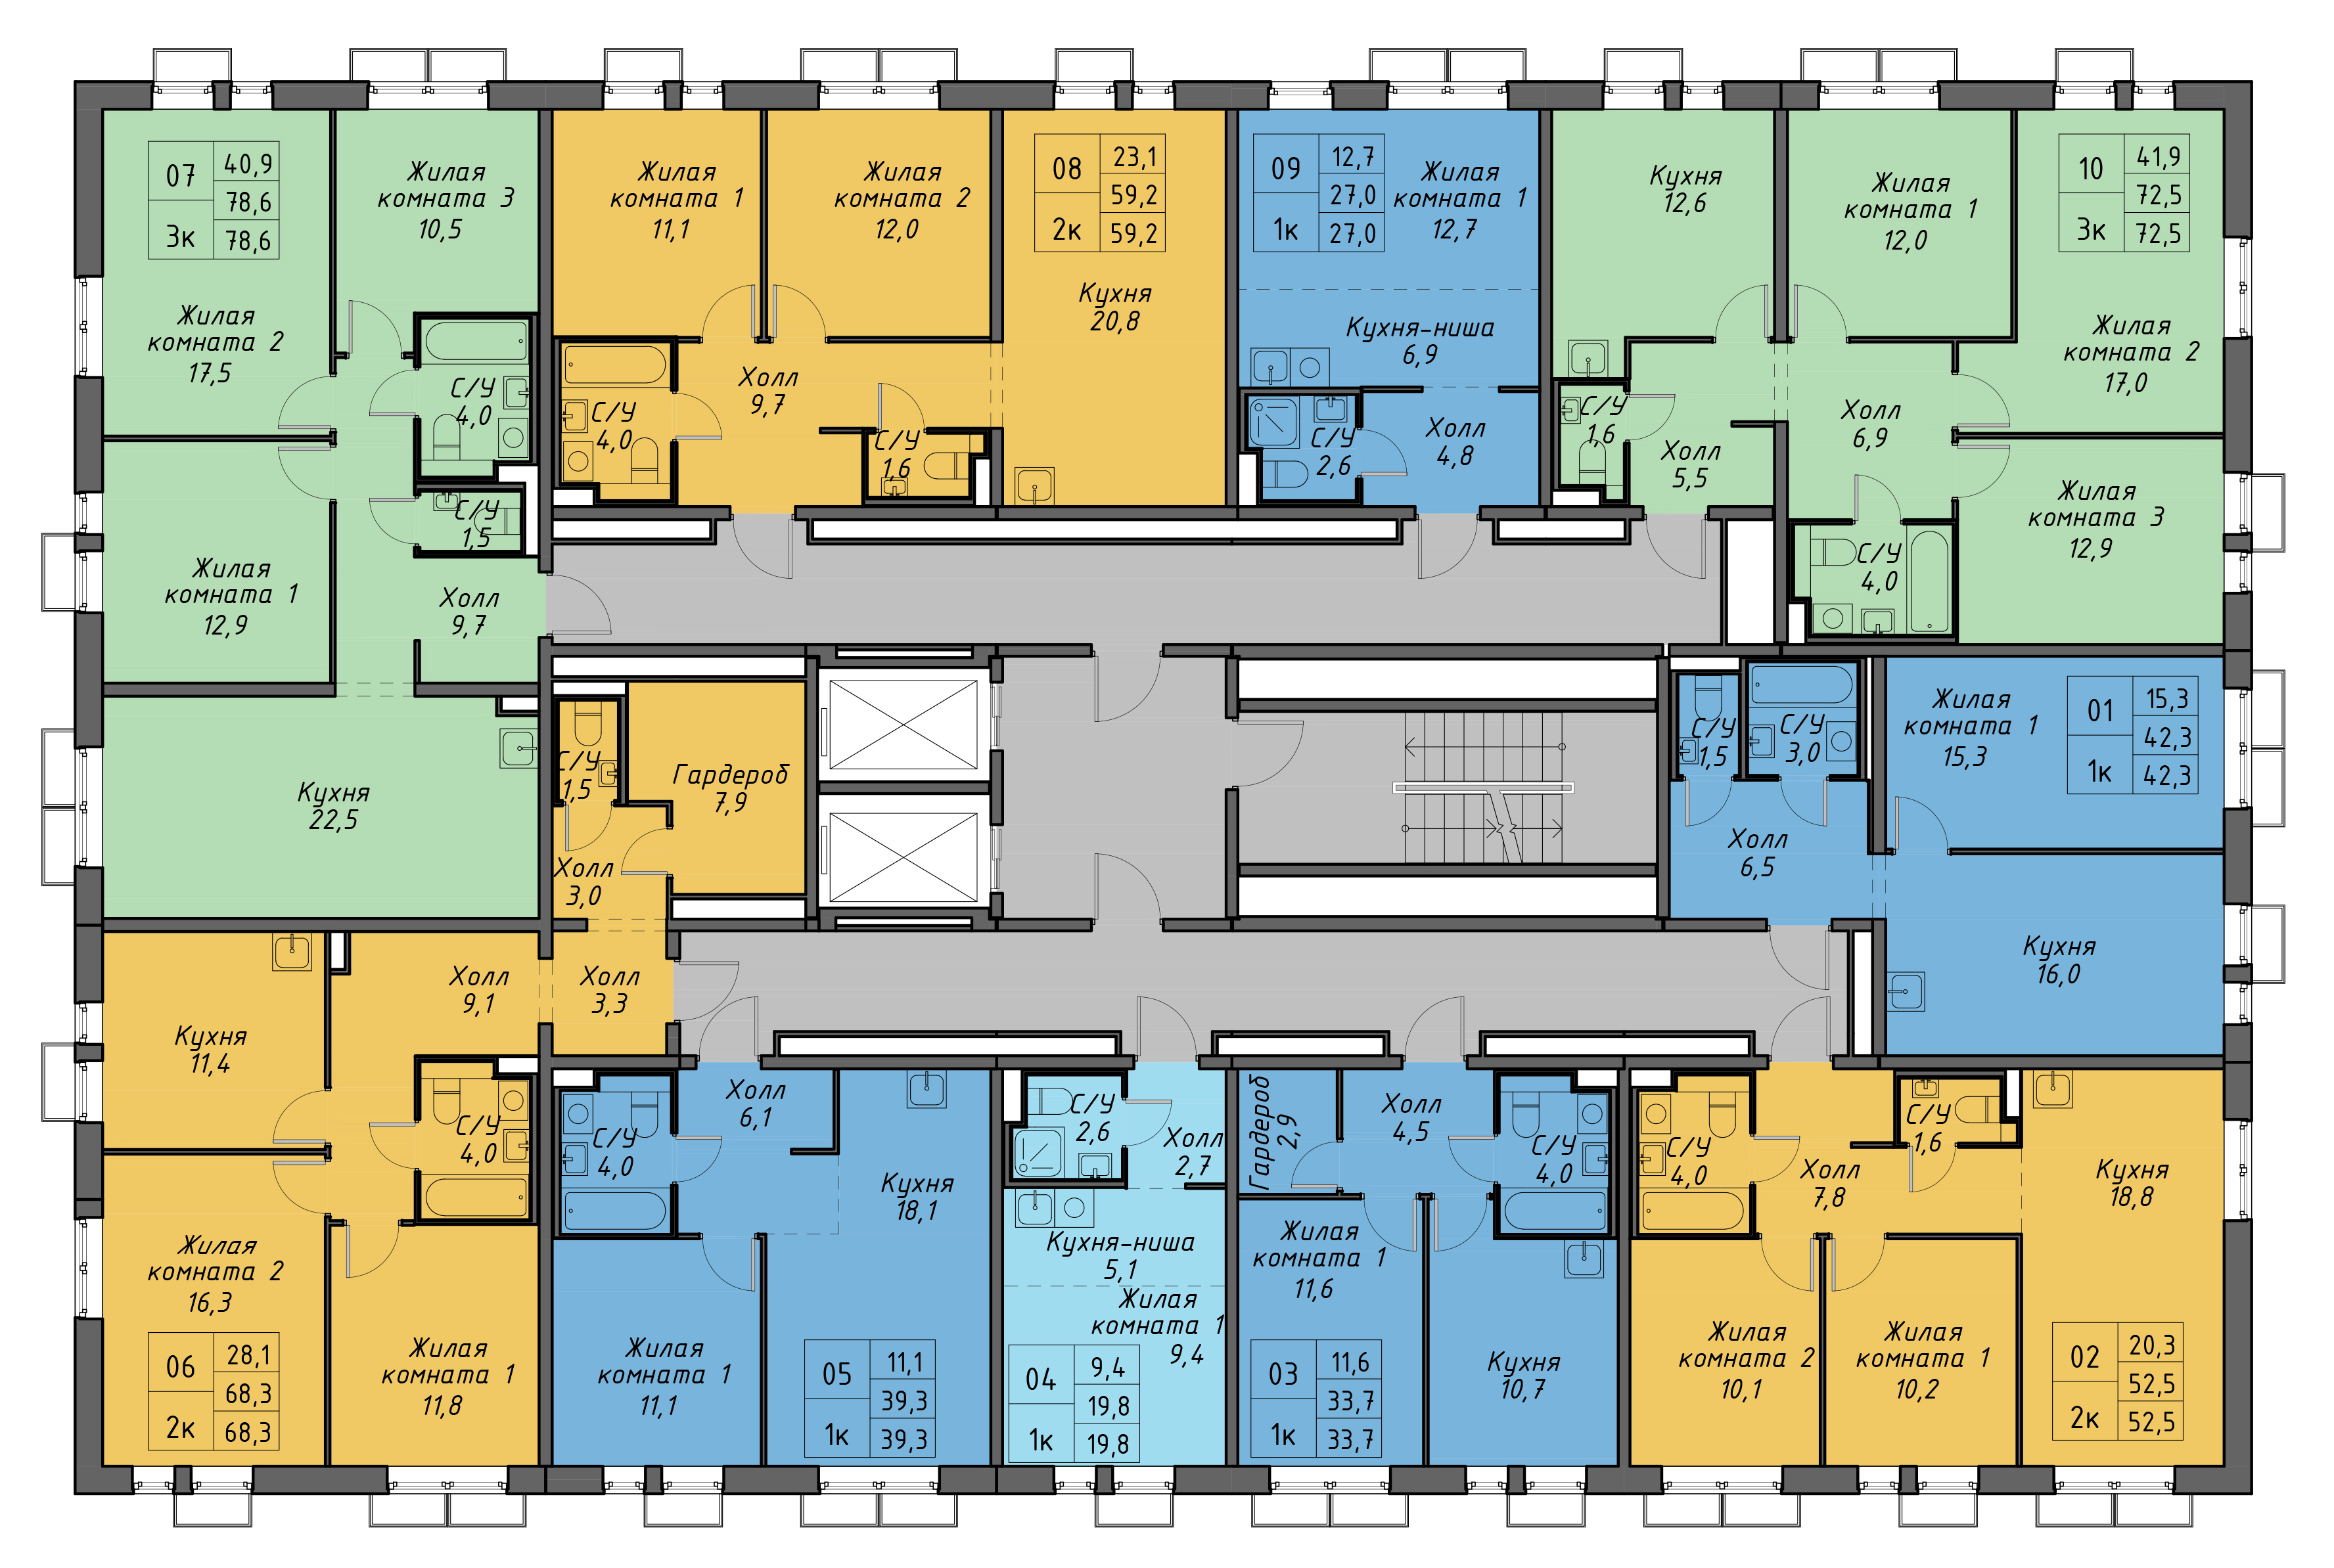 07
40,9
78,6
3к
78,6
Жилая
комната 3
10,5
Жилая
комната 2
17,5
С/У
4,0
С/У
1,5
Жилая
комната 1
12,9
Холл
9,7
Кухня
22,5
Жилая
комната 1
11,1
Жилая
комната 2
12,0
08
23,1
59,2
2к
59,2
Кухня
20,8
С/У
4,0
Холл
9,7
С/У
1,6
09
12,7
27,0
1к
27,0
Жилая
комната 1
12,7
Кухня-ниша
6,9
С/У
2,6
Холл
4,8
Кухня
12,6
Жилая
комната 1
12,0
10
41,9
72,5
3к
72,5
Жилая
комната 2
17,0
С/У
1,6
Холл
5,5
Холл
6,9
С/У
4,0
Жилая
комната 3
12,9
С/У
1,5
Гардероб
7,9
Холл
3,0
Холл
9,1
Холл
3,3
Кухня
11,4
С/У
4,0
Жилая
комната 2
16,3
06
28,1
68,3
2к
68,3
Жилая
комната 1
11,8
С/У
1,5
С/У
3,0
Жилая
комната 1
15,3
01
15,3
42,3
1к
42,3
Холл
6,5
Кухня
16,0
Холл
6,1
С/У
4,0
Кухня
18,1
Жилая
комната 1
11,1
05
11,1
39,3
1к
39,3
С/У
2,6
Холл
2,7
Кухня-ниша
5,1
Жилая
комната 1
9,4
04
9,4
19,8
1к
19,8
Гардероб
2,9
Холл
4,5
С/У
4,0
Жилая
комната 1
11,6
03
11,6
33,7
1к
33,7
Кухня
10,7
С/У
4,0
Холл
7,8
С/У
1,6
Кухня
18,8
Жилая
комната 2
10,1
Жилая
комната 1
10,2
02
20,3
52,5
2к
52,5